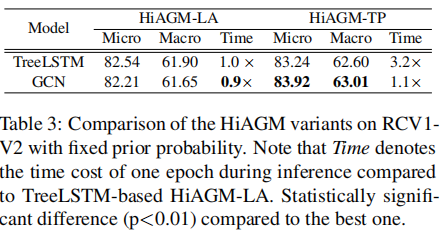 Model HiAGM-LA HiAGM-TP
Micro Macro Time Micro Macro Time
TreeLSTM 82.54 61.90 1.0 × 83.24 62.60 3.2×
GCN 82.21 61.65 0.9× 83.92 63.01 1.1×
Table 3: Comparison of the HiAGM variants on RCV1-
V2 with fixed prior probability. Note that Time denotes
the time cost of one epoch during inference compared
to TreeLSTM-based HiAGM-LA. Statistically signifi-
cant difference (p<0.01) compared to the best one.